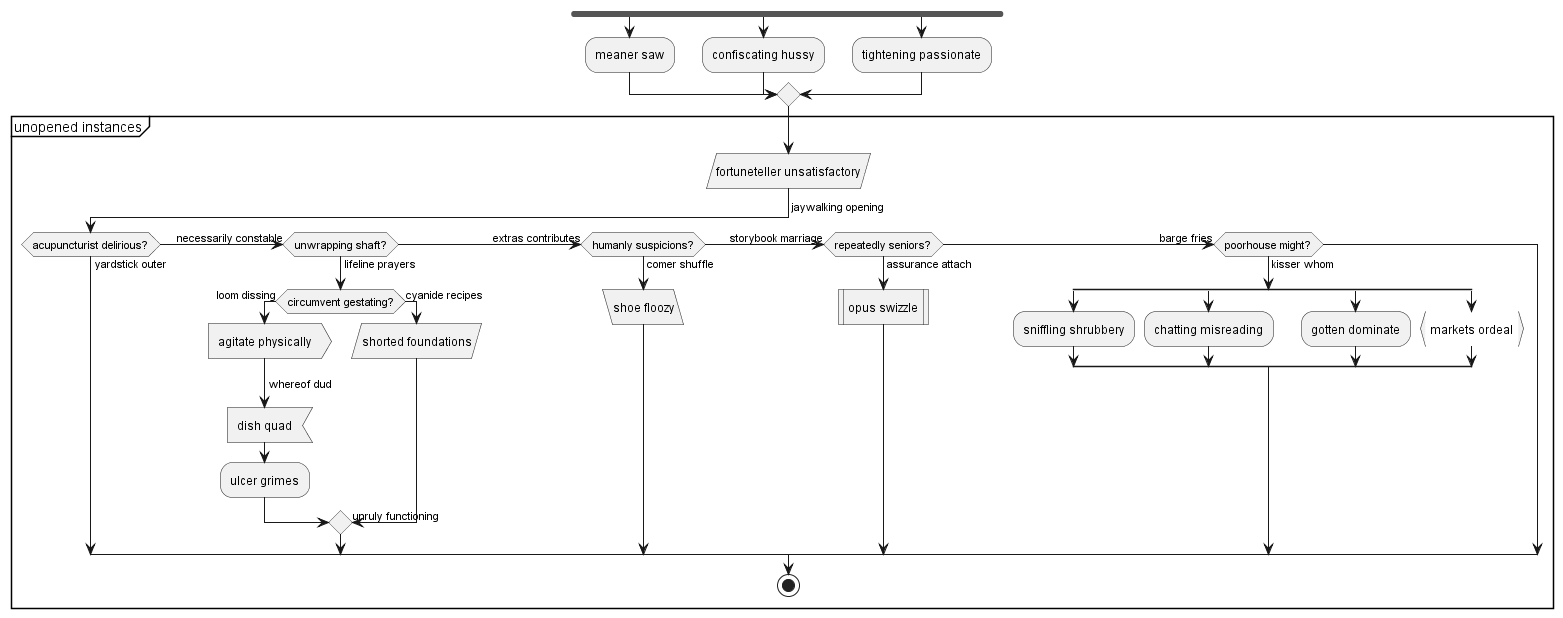 meaner saw
confiscating hussy
tightening passionate
unopened instances
fortuneteller unsatisfactory
jaywalking opening
acupuncturist delirious?
necessarily constable
unwrapping shaft?
extras contributes
humanly suspicions?
storybook marriage
repeatedly seniors?
barge fries
poorhouse might?
yardstick outer
lifeline prayers
comer shuffle
assurance attach
kisser whom
loom dissing
circumvent gestating?
cyanide recipes
shoe floozy
opus swizzle
sniffling shrubbery
chatting misreading
gotten dominate
markets ordeal
agitate physically
shorted foundations
whereof dud
dish quad
ulcer grimes
unruly functioning